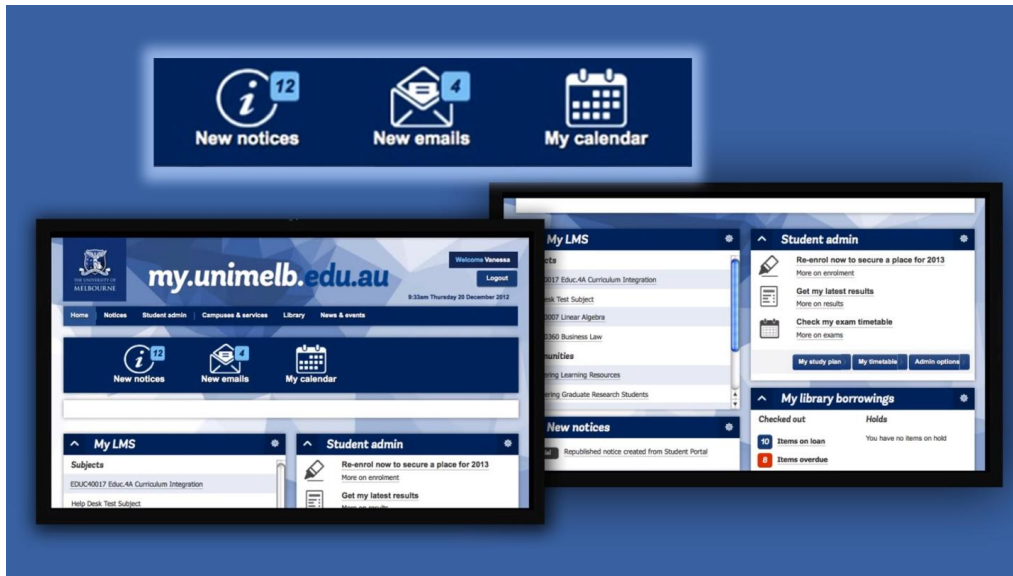 12
4
New notices
New emails
My calendar
THE UNIVERSITY OF
MELBOURNE
my.unimelb.edu.au
Welcome Vanessa
Logout
9:33am Thursday 20 December 2012
Home Notices Student admin Campuses & services Library News & events
12
4
New notices
New emails
My calendar
My LMS
Subjects
EDUC40017 Educ.4A Curriculum Integration
Help Desk Test Subject
Student admin
Re-enrol now to secure a place for 2013
More on enrolment
Get my latest results
More on results
My LMS
cts
0017 Educ.4A Curriculum Integration
esk Test Subject
0007 Linear Algebra
0360 Business Law
munities
ering Learning Resources
ering Graduate Research Students
New notices
Republished notice created from Student Portal
Student admin
Re-enrol now to secure a place for 2013
More on enrolment
Get my latest results
More on results
Check my exam timetable
More on exams
My study plan
My timetable
Admin options
My library borrowings
Checked out
Holds
10 Items on loan
You have no items on hold
8 Items overdue